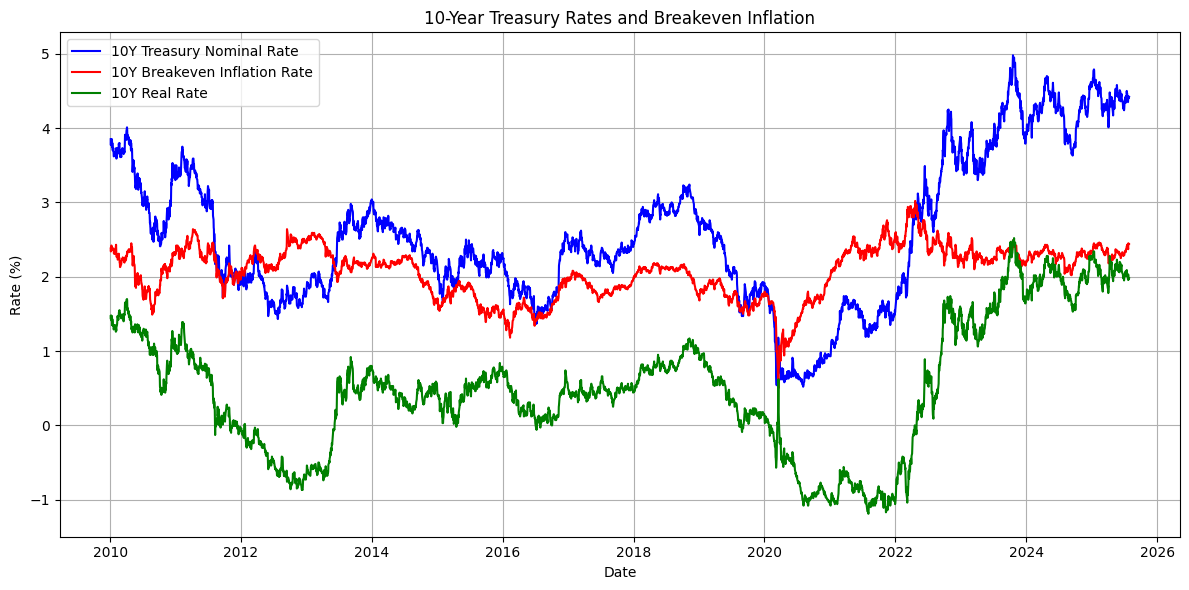 10-Year Treasury Rates and Breakeven Inflation
10Y Treasury Nominal Rate
10Y Breakeven Inflation Rate
10Y Real Rate
Rate (%)
5
4
3
2
1
0
−1
2010 2012 2014 2016 2018 2020 2022 2024 2026
Date